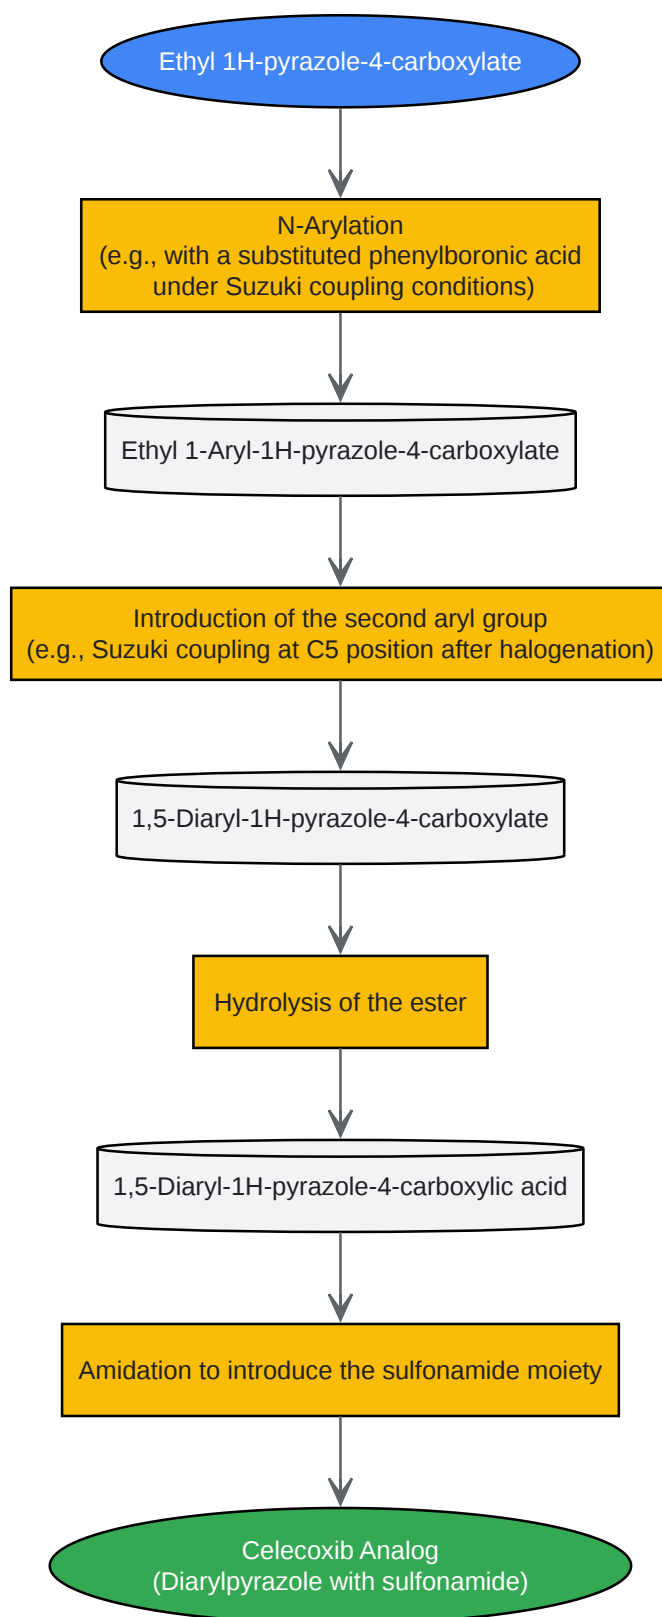 Ethyl 1H-pyrazole-4-carboxylate
N-Arylation
(e.g., with a substituted phenylboronic acid
under Suzuki coupling conditions)
Ethyl 1-Aryl-1H-pyrazole-4-carboxylate
Introduction of the second aryl group
(e.g., Suzuki coupling at C5 position after halogenation)
1,5-Diaryl-1H-pyrazole-4-carboxylate
Hydrolysis of the ester
1,5-Diaryl-1H-pyrazole-4-carboxylic acid
Amidation to introduce the sulfonamide moiety
Celecoxib Analog
(Diarylpyrazole with sulfonamide)